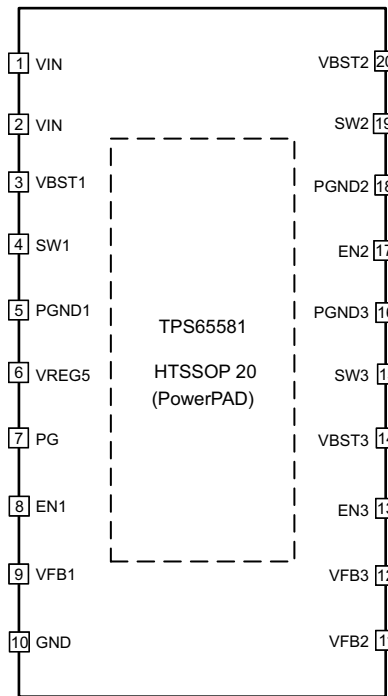 1 VIN
2 VIN
3 VBST1
4 SW1
5 PGND1
6 VREG5
7 PG
8 EN1
9 VFB1
10 GND
TPS65581
HTSSOP 20
(PowerPAD)
VBST2 20
SW2 19
PGND2 18
EN2 17
PGND3 16
SW3 15
VBST3 14
EN3 13
VFB3 12
VFB2 11